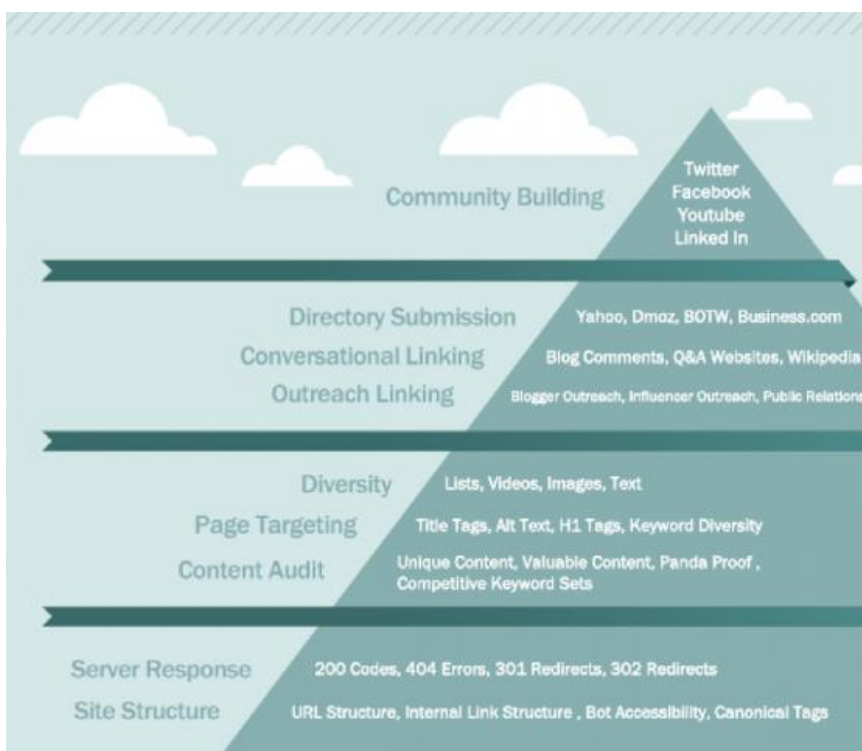 Community Building
Twitter
Facebook
Youtube
Linked In
Directory Submission
Yahoo, Dmoz, BOTW, Business.com
Conversational Linking
Blog Comments, Q&A Websites, Wikipedia
Outreach Linking
Blogger Outreach, Influencer Outreach, Public Relation
Diversity
Lists, Videos, Images, Text
Page Targeting
Title Tags, Alt Text, H1 Tags, Keyword Diversity
Content Audit
Unique Content, Valuable Content, Panda Proof ,
Competitive Keyword Sets
Server Response
200 Codes, 404 Errors, 301 Redirects, 302 Redirects
Site Structure
URL Structure, Internal Link Structure , Bot Accessibility, Canonical Tags